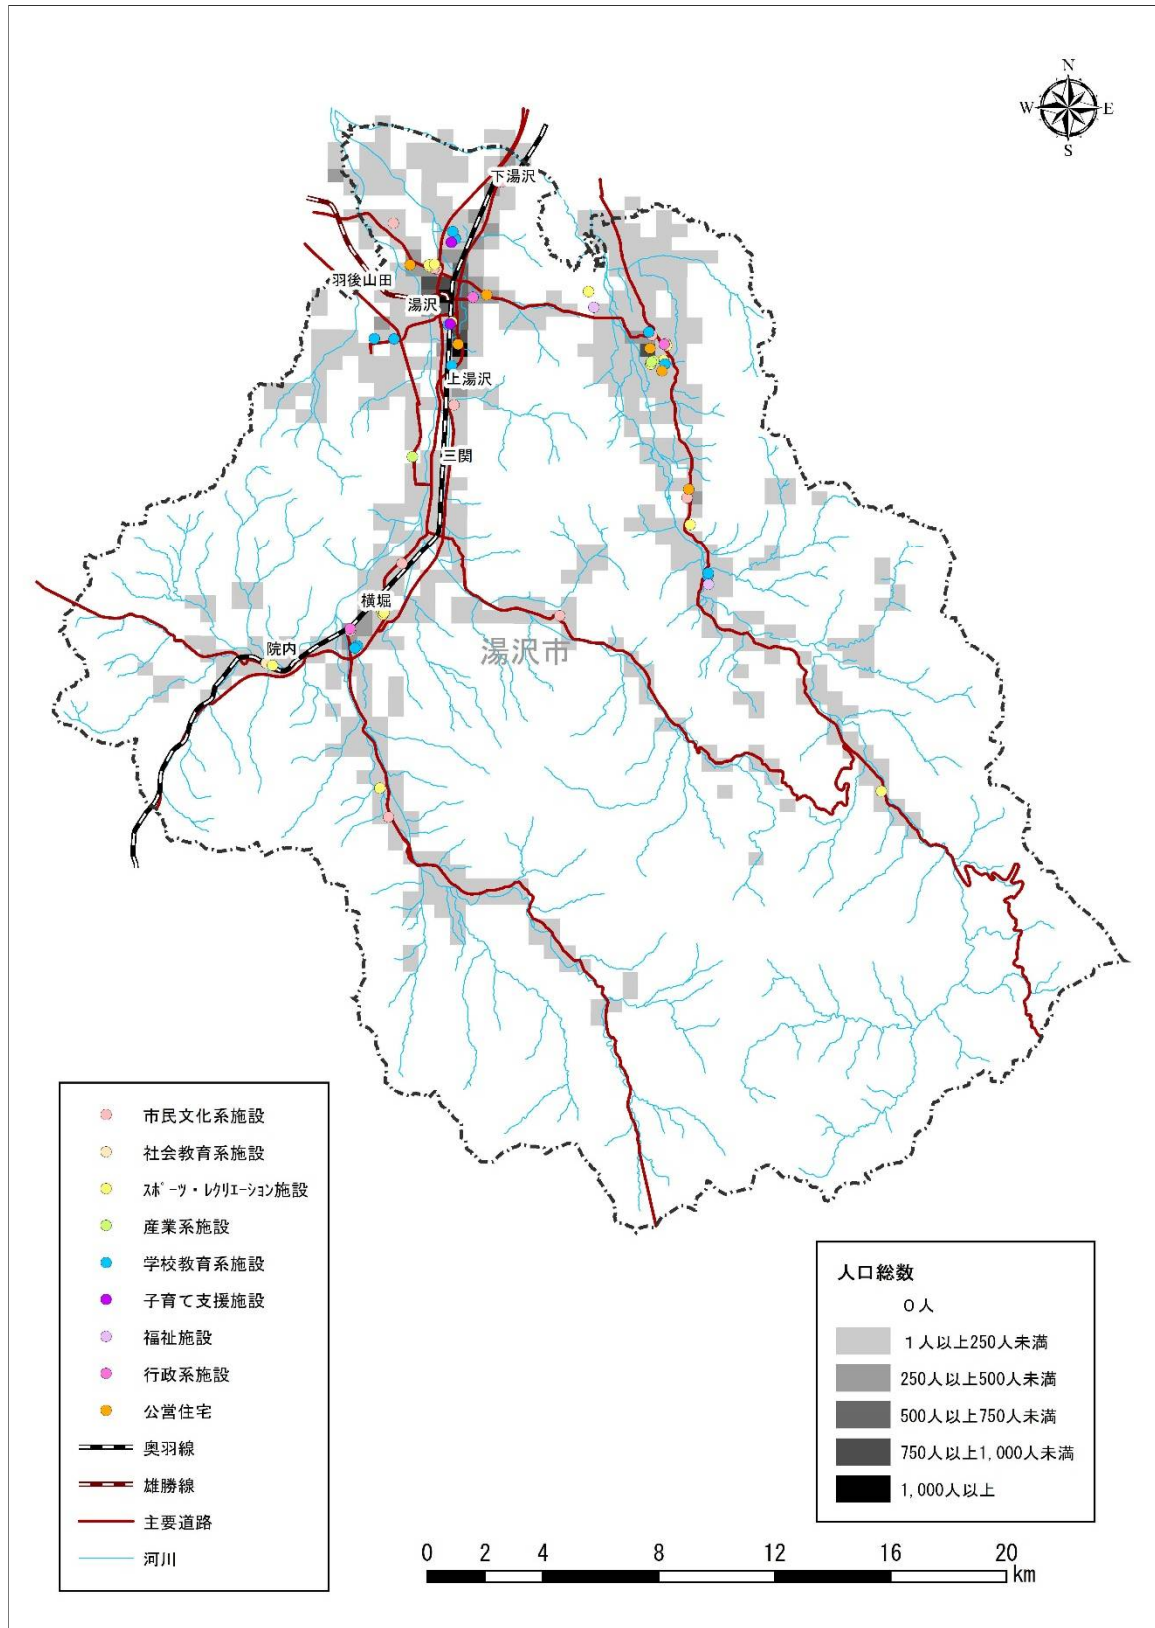 N
W E
S
下湯沢
羽後山田
湯沢
上湯沢
三関
横堀
院内
湯沢市
市民文化系施設
社会教育系施設
ｽﾎﾟｰﾂ・ﾚｸﾘｴｰｼｮﾝ施設
産業系施設
学校教育系施設
子育て支援施設
福祉施設
行政系施設
公営住宅
奥羽線
雄勝線
主要道路
河川
人口総数
0人
1人以上250人未満
250人以上500人未満
500人以上750人未満
750人以上1,000人未満
1,000人以上
0 2 4 8 12 16 20
km